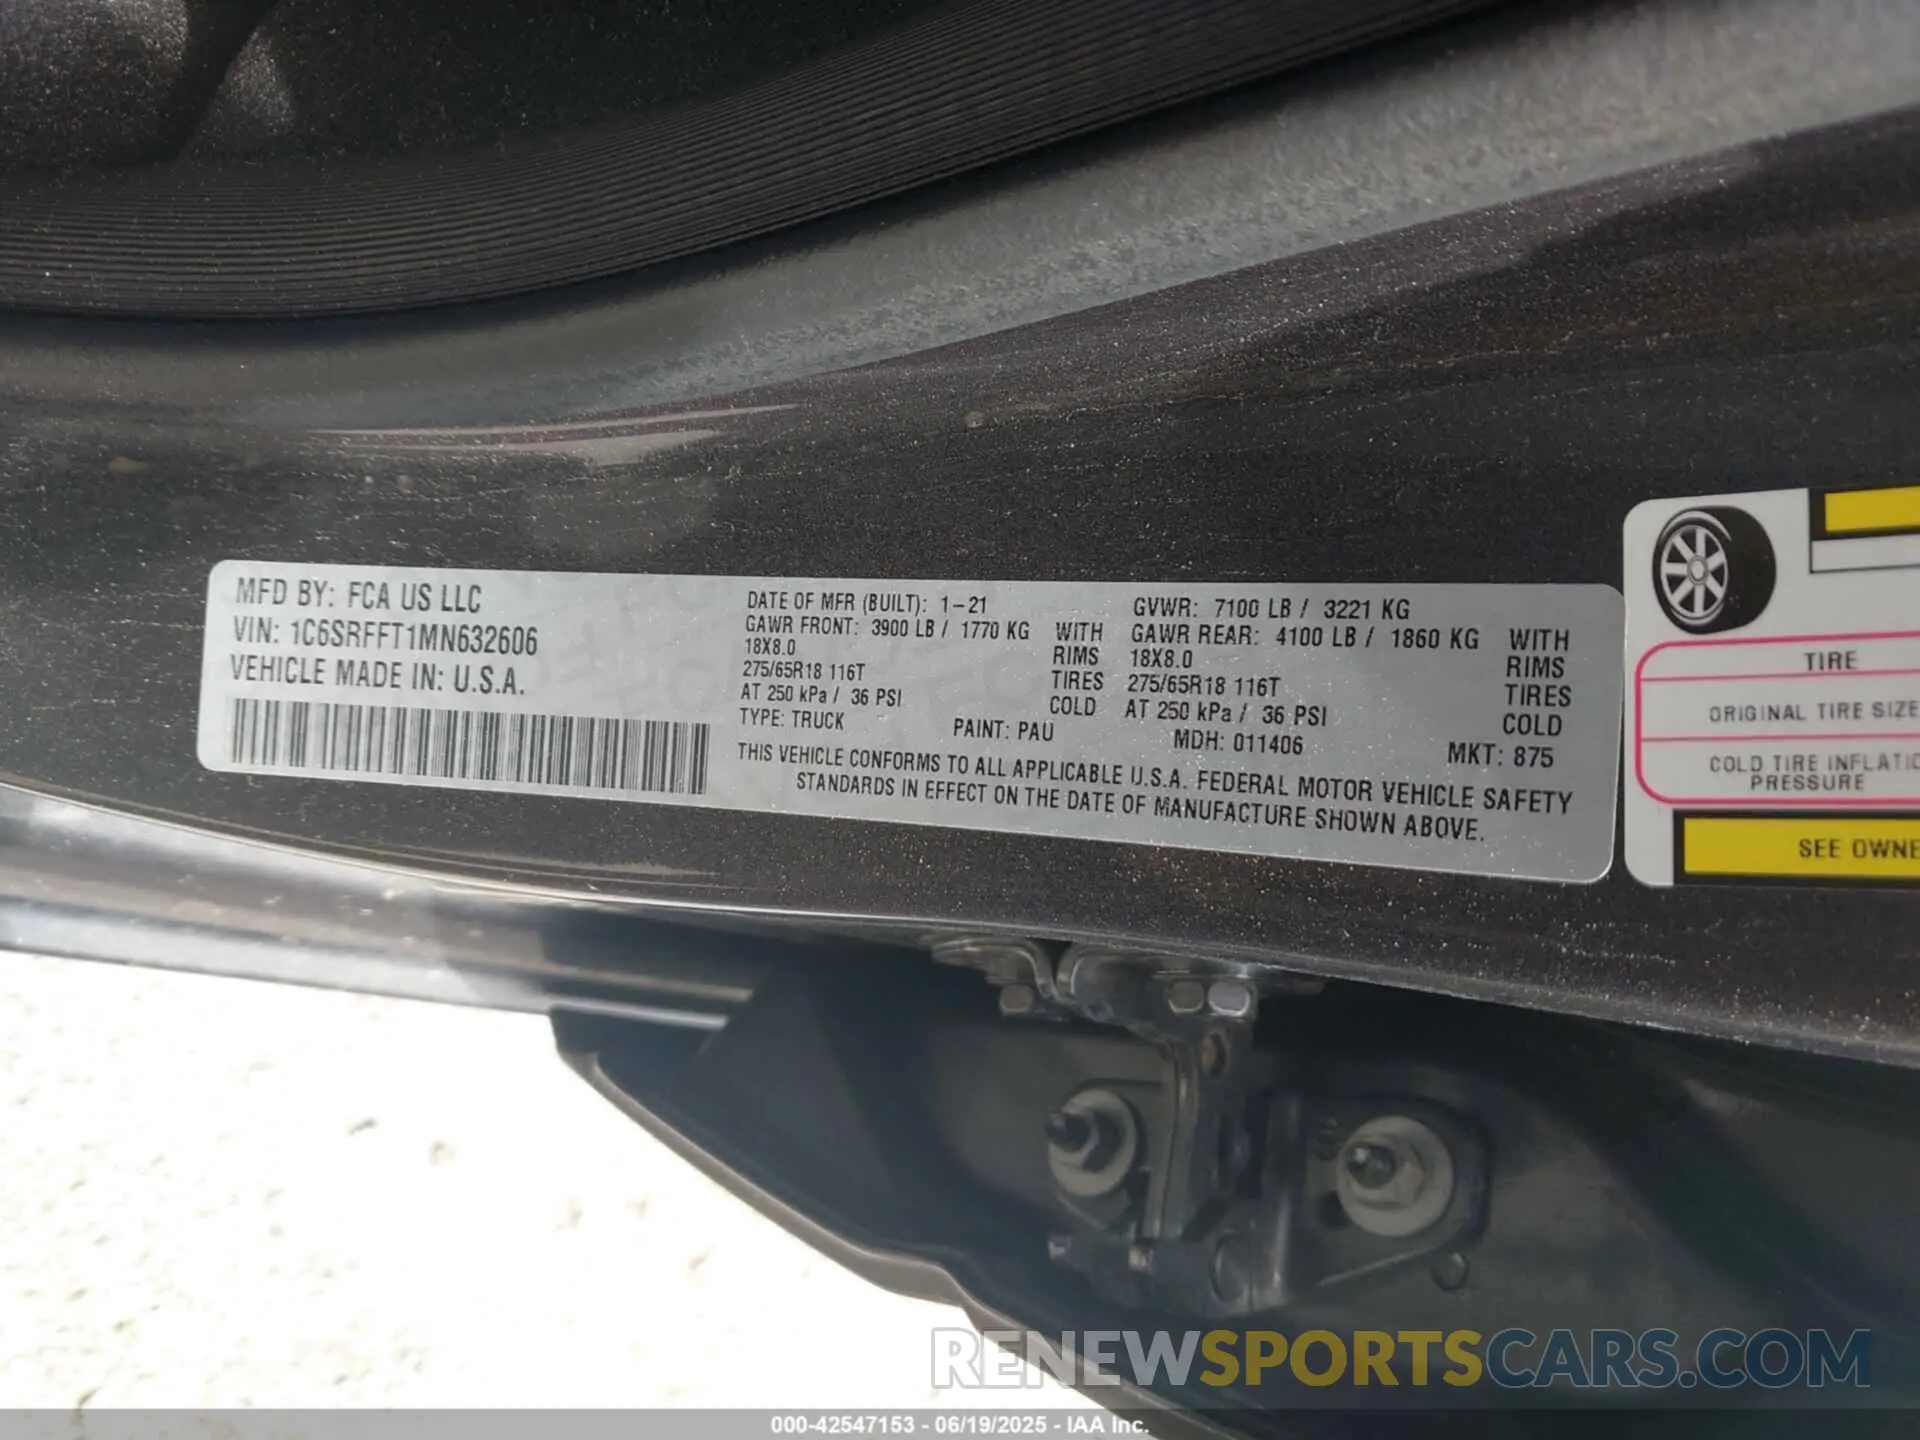 MFD BY: FCA US LLC
VIN: 1C6SRFFT1MN632606
VEHICLE MADE IN: U.S.A.
DATE OF MFR (BUILT): 1-21
GVWR: 7100 LB / 3221 KG
GAWR FRONT: 3900 LB / 1770 KG WITH
18X8.0 RIMS
275/65R18 116T TIRES
AT 250 kPa / 36 PSI COLD
GAWR REAR: 4100 LB / 1860 KG WITH
18X8.0 RIMS
275/65R18 116T TIRES
AT 250 kPa / 36 PSI COLD
TYPE: TRUCK PAINT: PAU MDH: 011406 MKT: 875
THIS VEHICLE CONFORMS TO ALL APPLICABLE U.S.A. FEDERAL MOTOR VEHICLE SAFETY
STANDARDS IN EFFECT ON THE DATE OF MANUFACTURE SHOWN ABOVE.
TIRE
ORIGINAL TIRE SIZE
COLD TIRE INFLATIO
PRESSURE
SEE OWNE
RENEWSPORTSCARS.COM
000-42547153 - 06/19/2025 - IAA Inc.